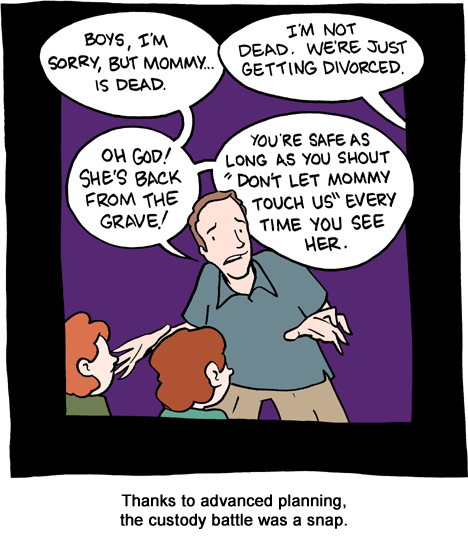 BOYS, I'M
SORRY, BUT MOMMY...
IS DEAD.
I'M NOT
DEAD. WE'RE JUST
GETTING DIVORCED.
OH GOD!
SHE'S BACK
FROM THE
GRAVE!
YOU'RE SAFE AS
LONG AS YOU SHOUT
"DON'T LET MOMMY
TOUCH US" EVERY
TIME YOU SEE
HER.
Thanks to advanced planning,
the custody battle was a snap.